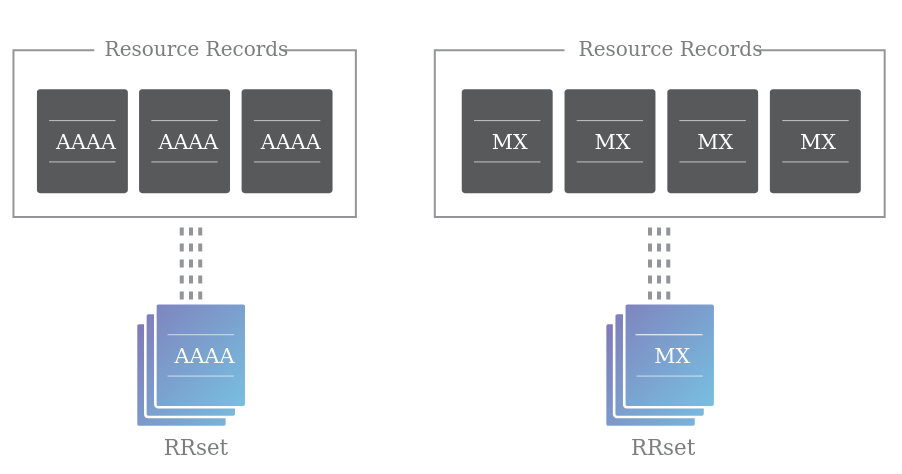 Resource Records
AAAA AAAA AAAA
AAAA
RRset
Resource Records
MX MX MX MX
MX
RRset